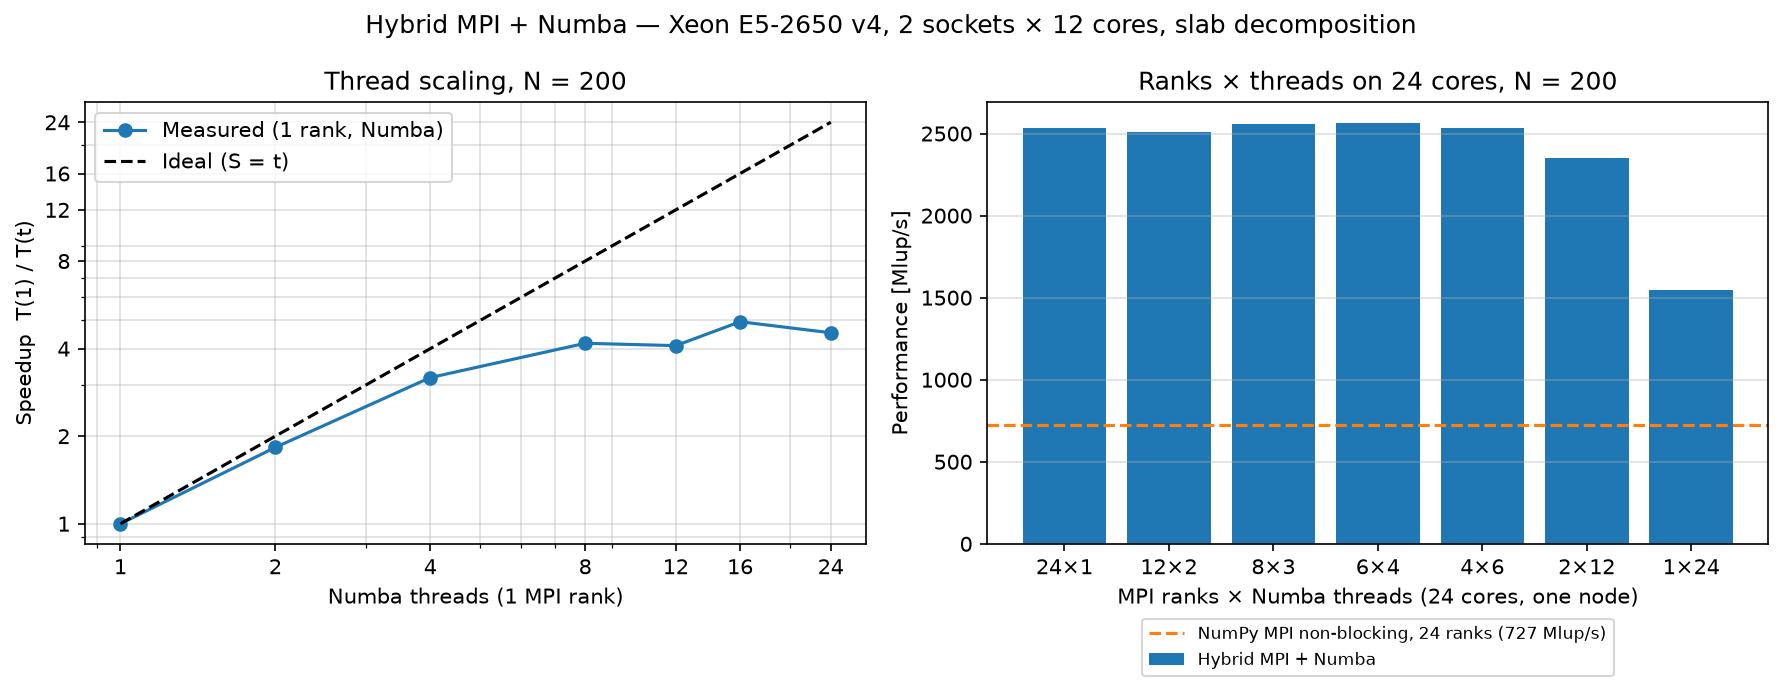 Hybrid MPI + Numba — Xeon E5-2650 v4, 2 sockets × 12 cores, slab decomposition
Thread scaling, N = 200
Measured (1 rank, Numba)
Ideal (S = t)
Speedup T(1) / T(t)
24
16
12
8
4
2
1
1 2 4 8 12 16 24
Numba threads (1 MPI rank)
Ranks × threads on 24 cores, N = 200
Performance [Mlup/s]
2500
2000
1500
1000
500
0
24×1 12×2 8×3 6×4 4×6 2×12 1×24
MPI ranks × Numba threads (24 cores, one node)
NumPy MPI non-blocking, 24 ranks (727 Mlup/s)
Hybrid MPI + Numba